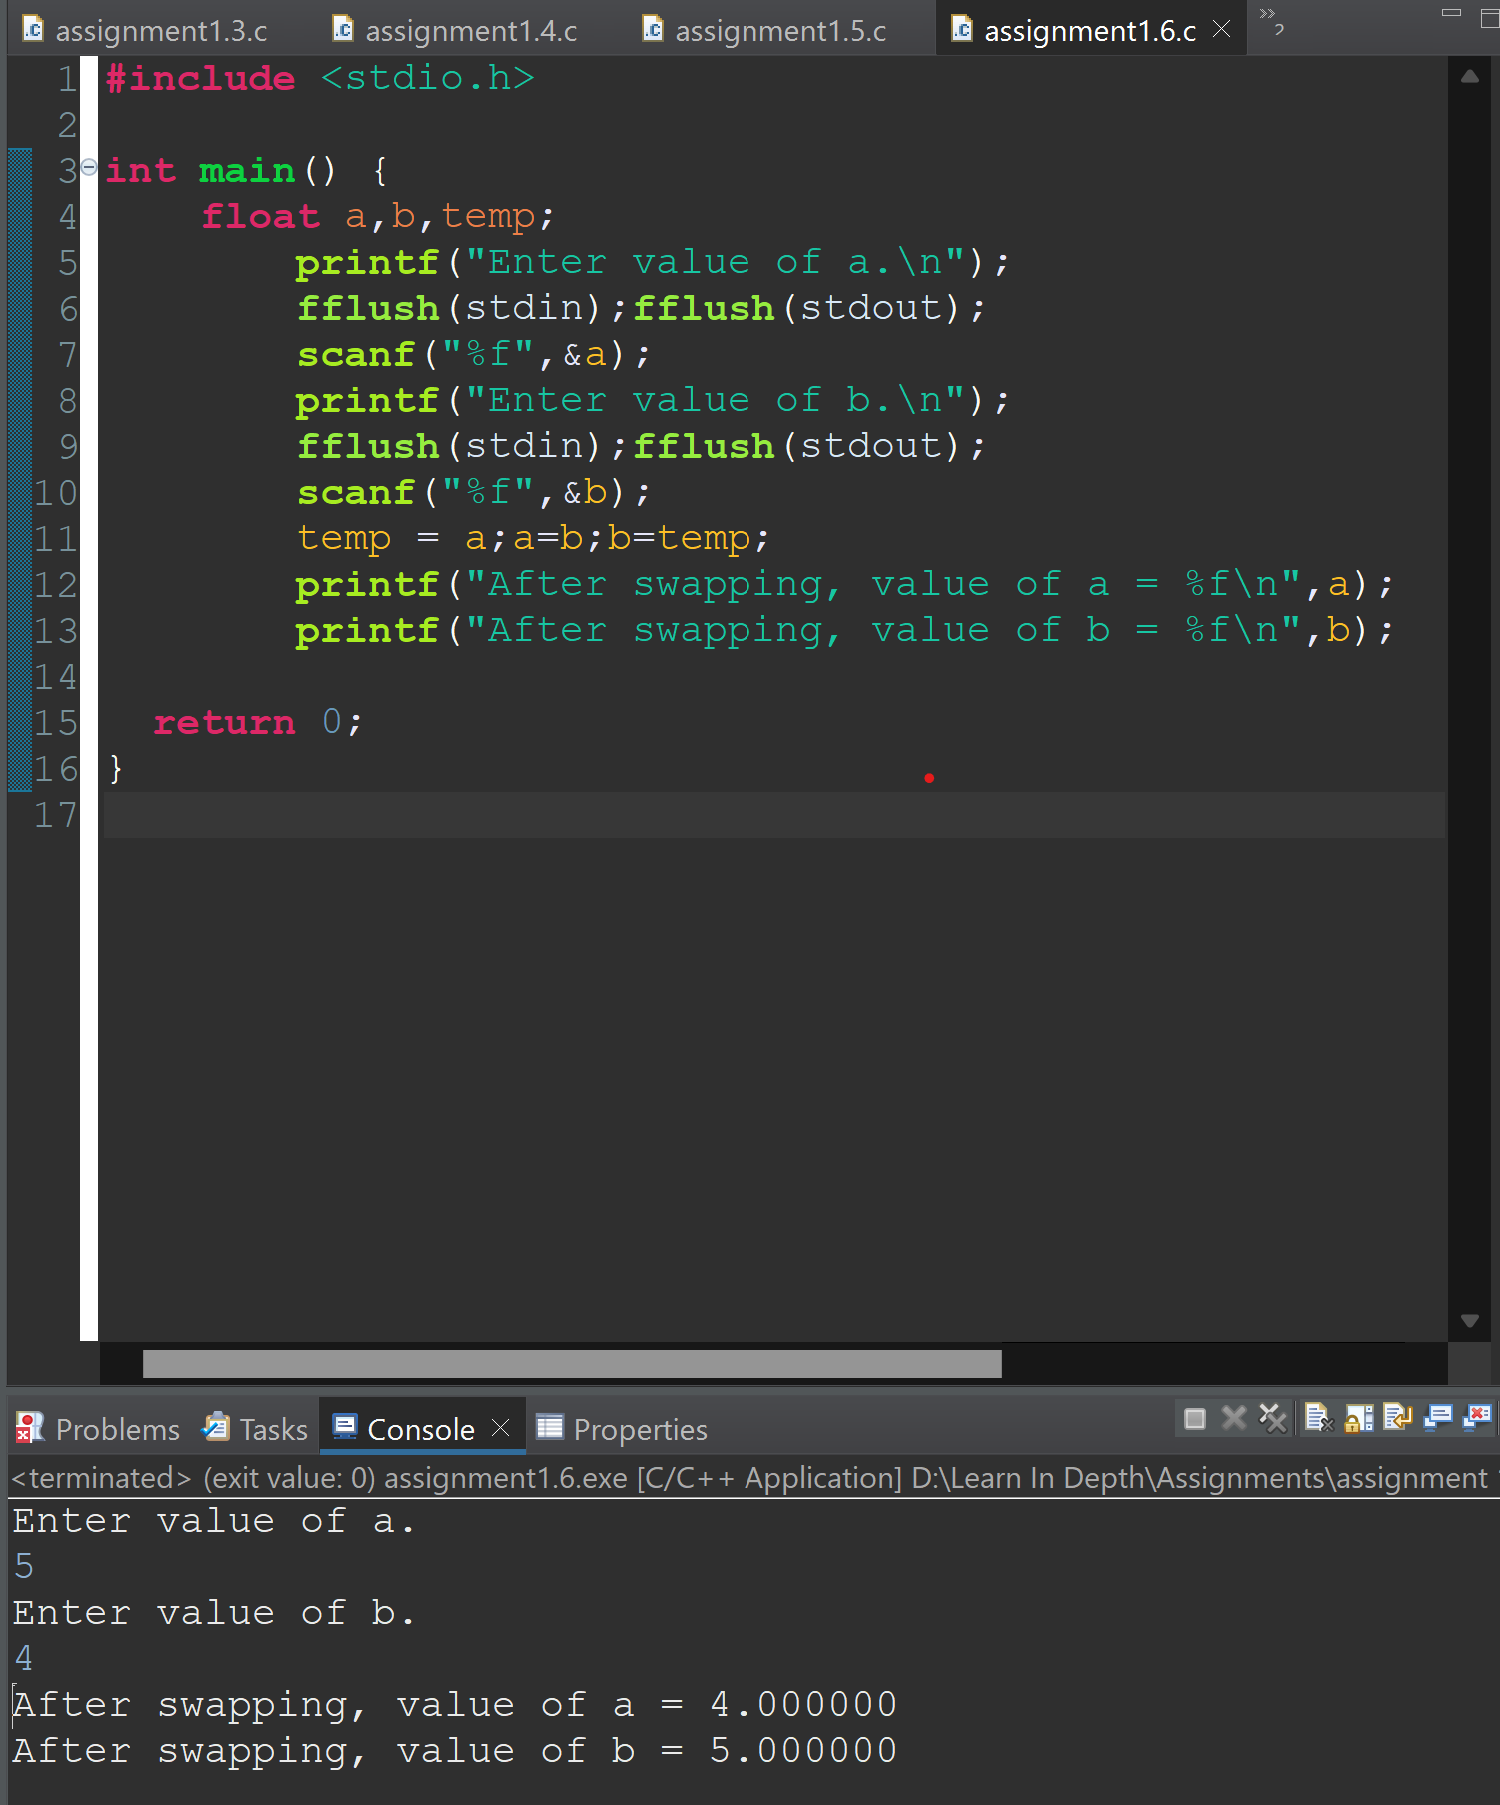 assignment1.3.c assignment1.4.c assignment1.5.c assignment1.6.c »2
1 #include <stdio.h>
2
3 int main() {
4 float a,b,temp;
5 printf("Enter value of a.\n");
6 fflush(stdin);fflush(stdout);
7 scanf("%f",&a);
8 printf("Enter value of b.\n");
9 fflush(stdin);fflush(stdout);
10 scanf("%f",&b);
11 temp = a;a=b;b=temp;
12 printf("After swapping, value of a = %f\n",a);
13 printf("After swapping, value of b = %f\n",b);
14
15 return 0;
16 }
17
Problems Tasks Console Properties
<terminated> (exit value: 0) assignment1.6.exe [C/C++ Application] D:\Learn In Depth\Assignments\assignment
Enter value of a.
5
Enter value of b.
4
After swapping, value of a = 4.000000
After swapping, value of b = 5.000000